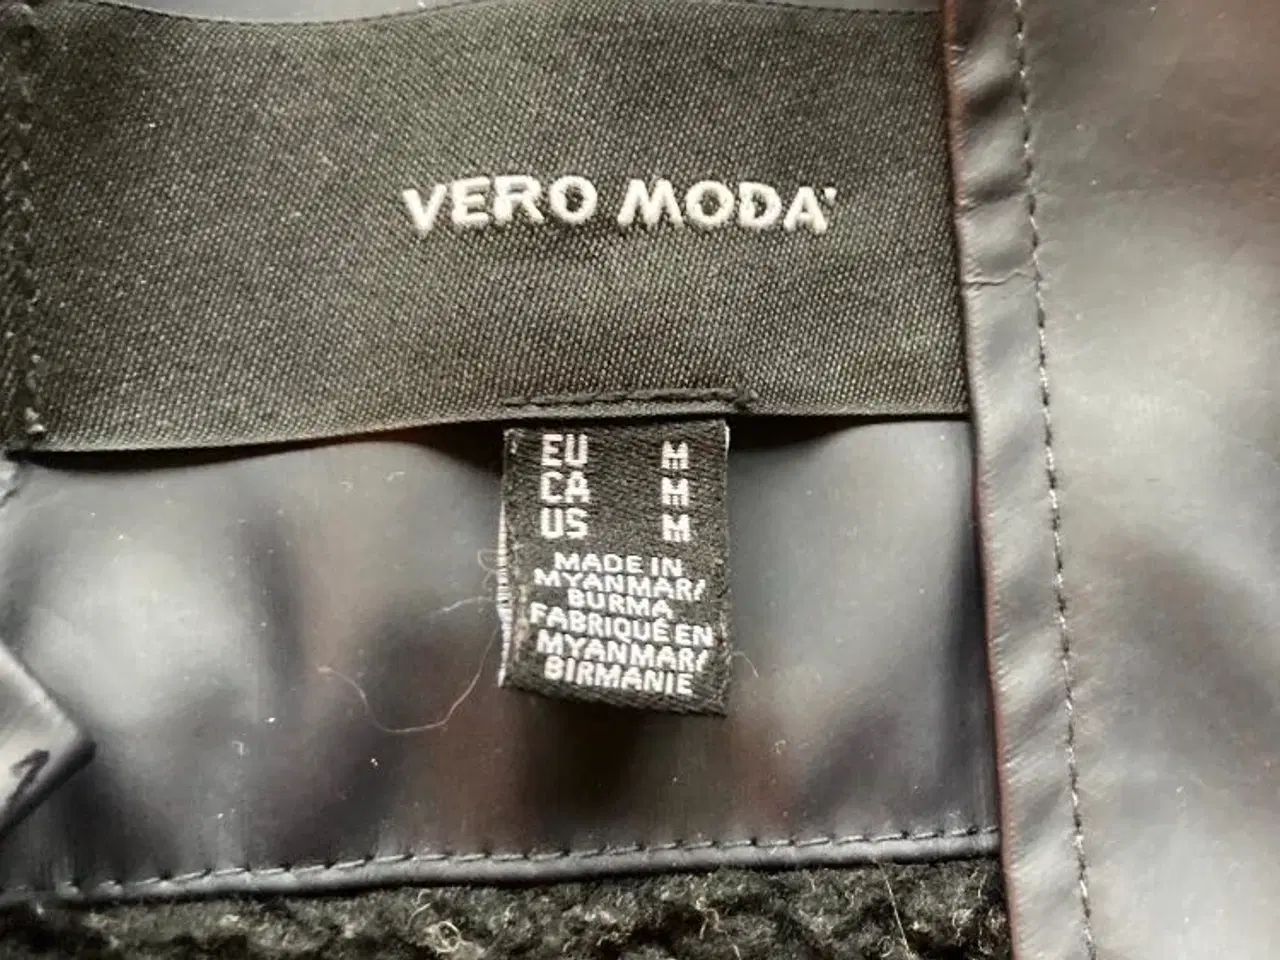 VERO MODA
EU M
CA M
US M
MADE IN
MYANMAR/
BURMA
FABRIQUÉ EN
MYANMAR/
BIRMANIE